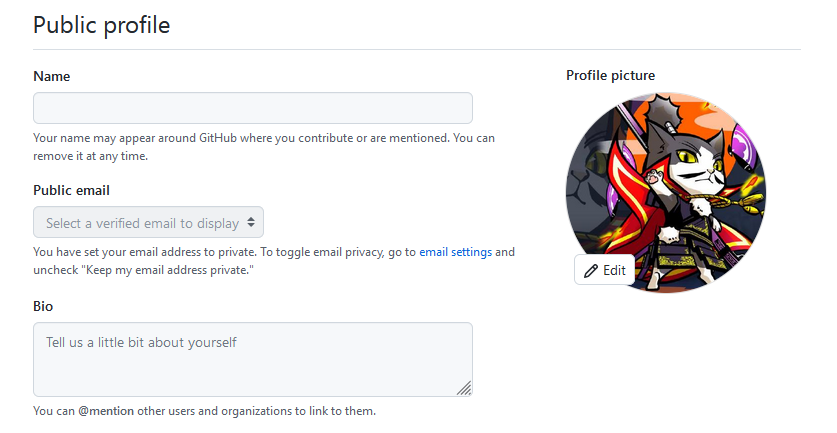 Public profile
Name
Profile picture
Your name may appear around GitHub where you contribute or are mentioned. You can
remove it at any time.
Public email
Select a verified email to display
You have set your email address to private. To toggle email privacy, go to email settings and
uncheck "Keep my email address private."
Edit
Bio
Tell us a little bit about yourself
You can @mention other users and organizations to link to them.